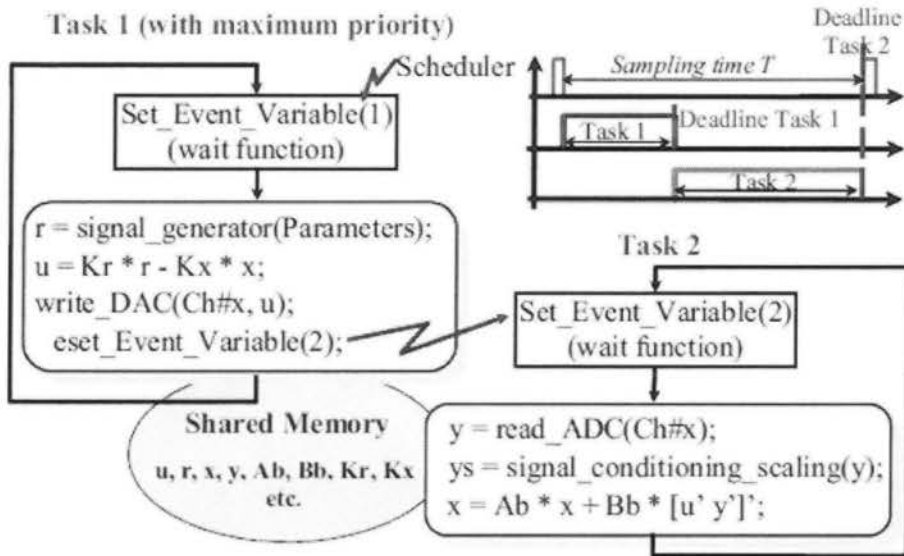 Task 1 (with maximum priority)
Scheduler
Set_Event_Variable(1)
(wait function)
r = signal_generator(Parameters);
u = Kr * r - Kx * x;
write_DAC(Ch#x, u);
eset_Event_Variable(2);
Shared Memory
u, r, x, y, Ab, Bb, Kr, Kx
etc.
Deadline
Task 2
Sampling time T
Deadline Task 1
Task 1
Task 2
Task 2
Set_Event_Variable(2)
(wait function)
y = read_ADC(Ch#x);
ys = signal_conditioning_scaling(y);
x = Ab * x + Bb * [u' y']';